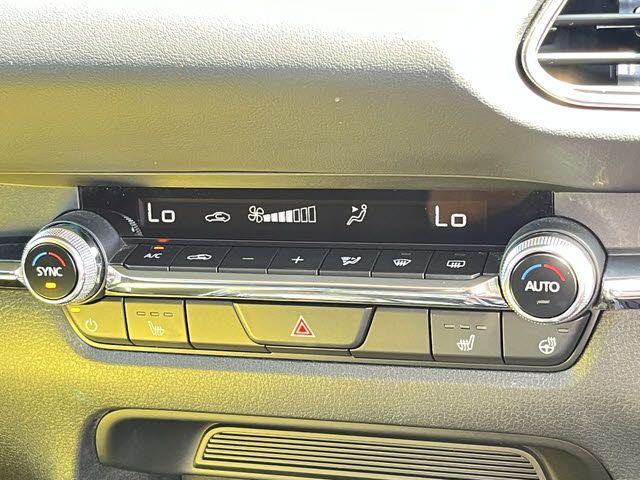 Lo Lo
A/C - +
SYNC AUTO